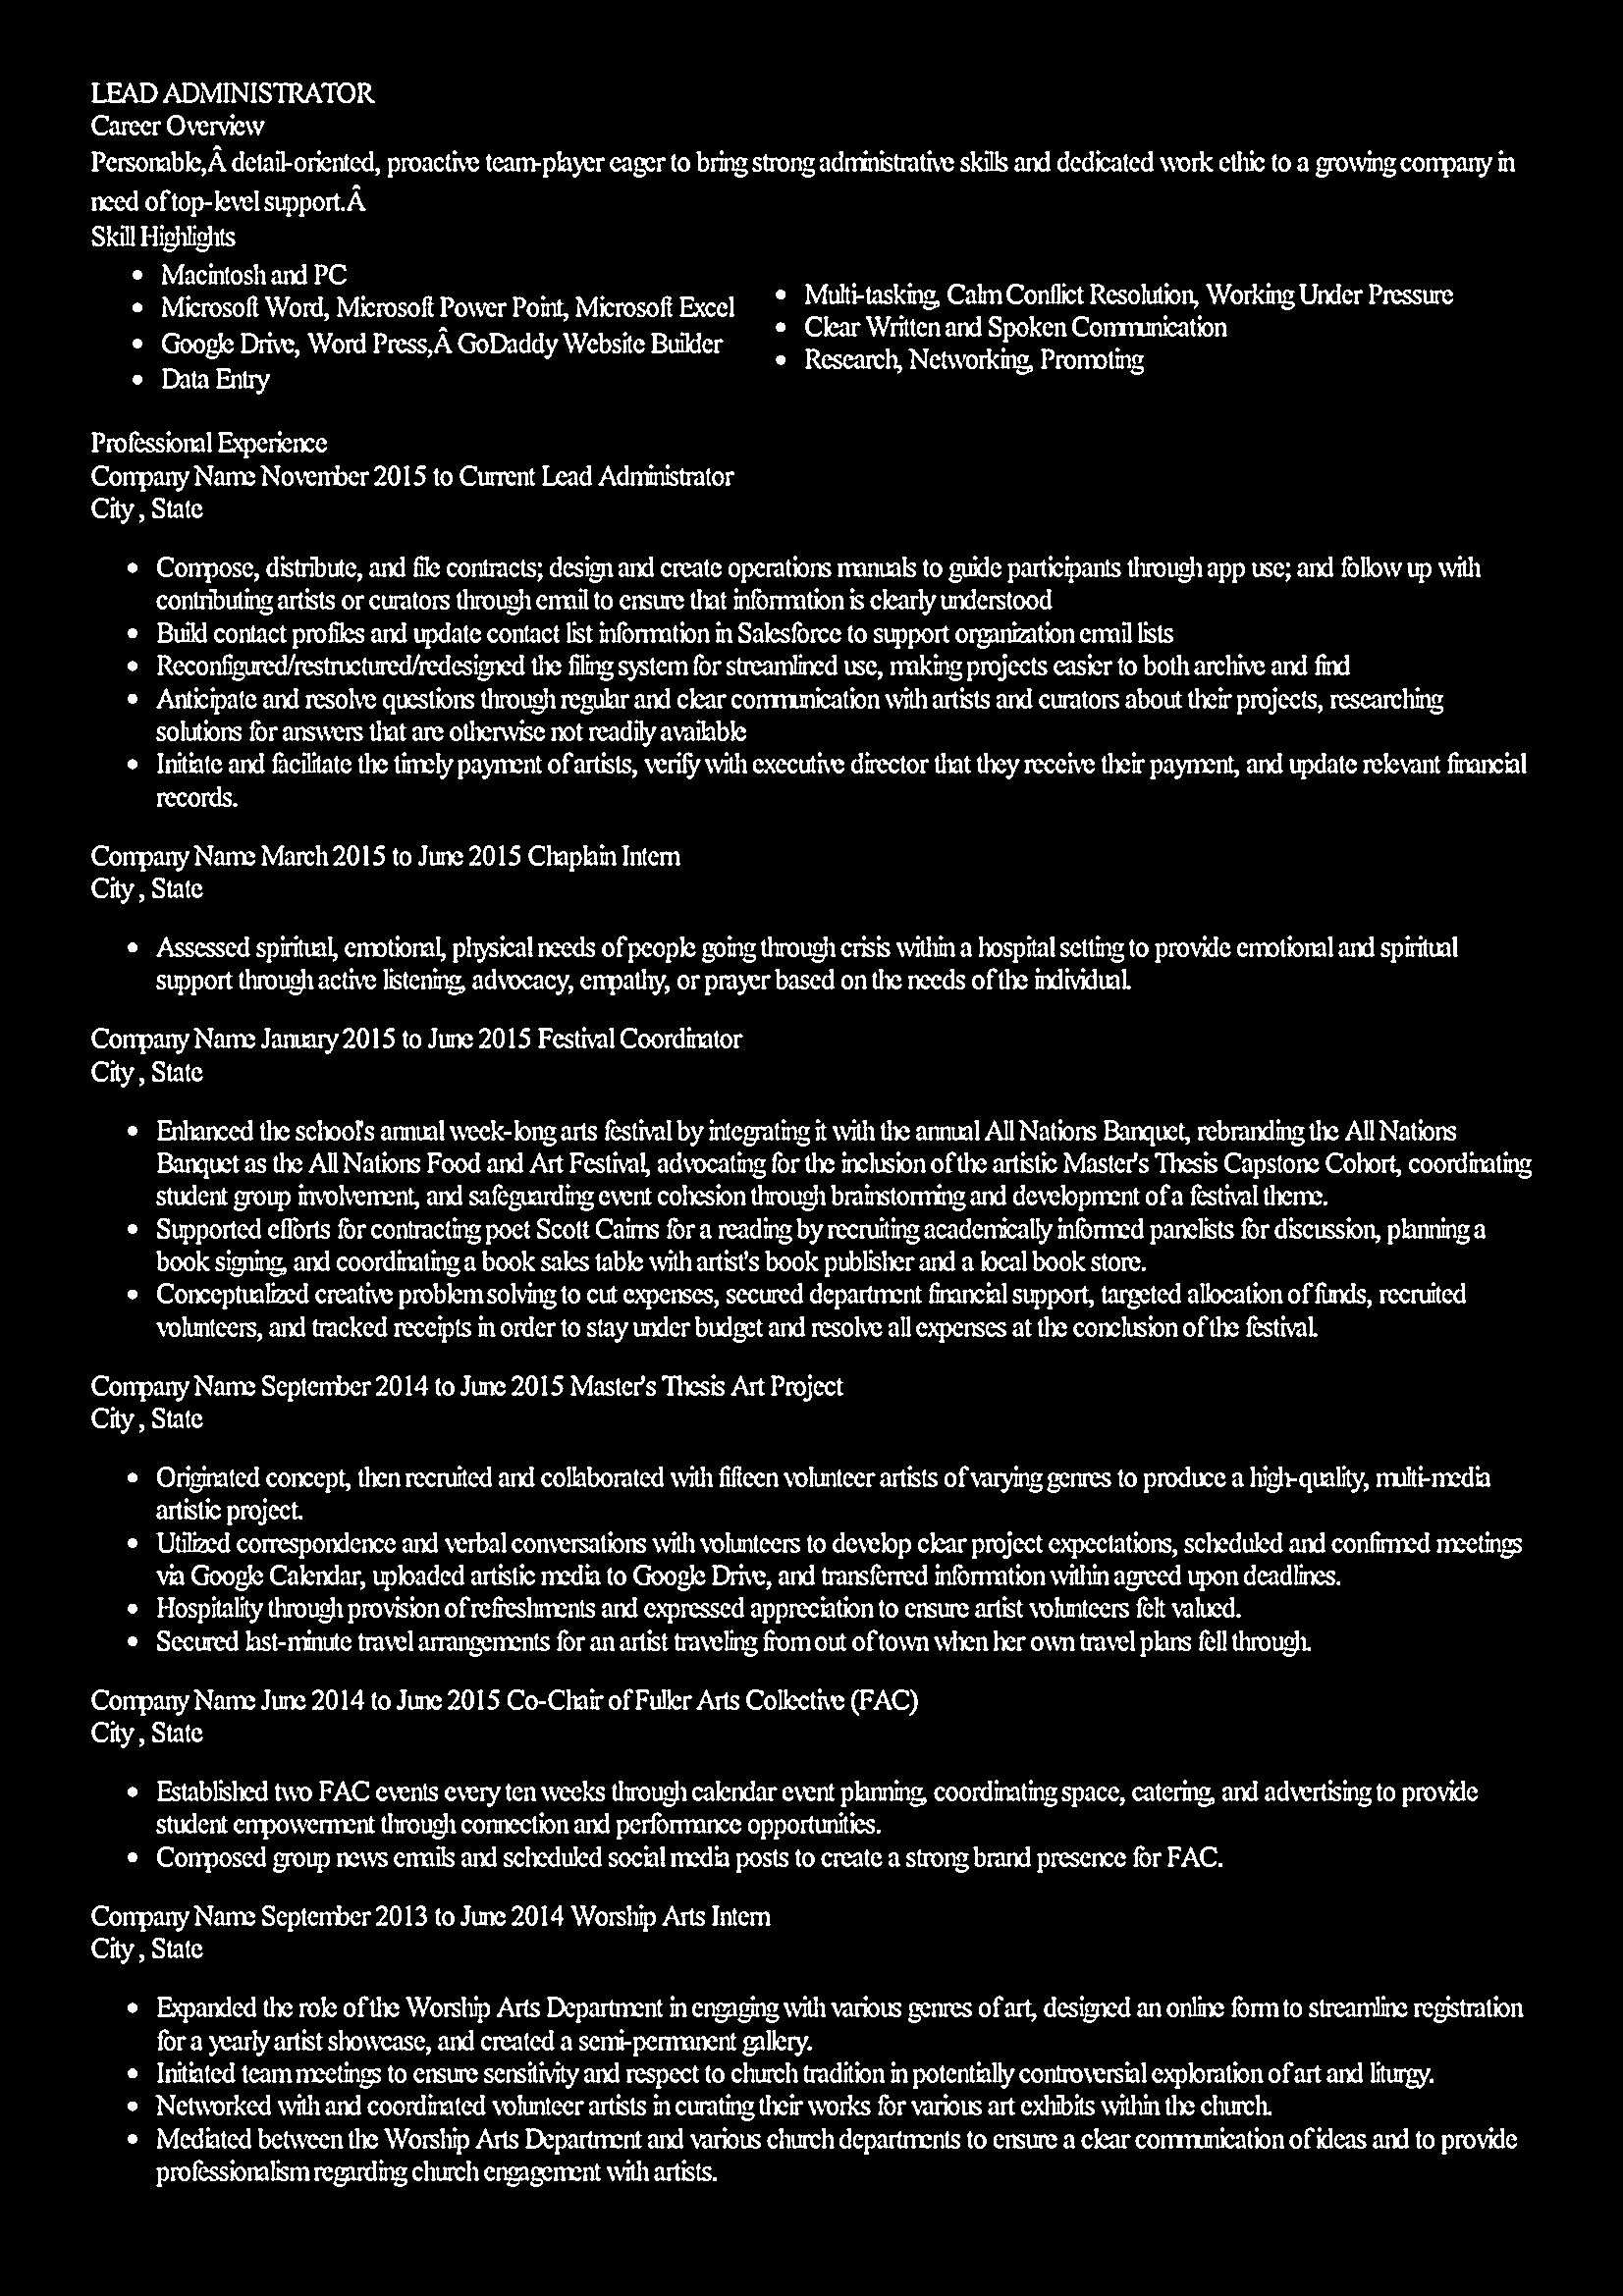 LEAD ADMINISTRATOR
Career Overview
Personable,Â detail-oriented, proactive team-player eager to bring strong administrative skills and dedicated work ethic to a growing company in
need of top-level support.Â
Skill Highlights
• Macintosh and PC
• Microsoft Word, Microsoft Power Point, Microsoft Excel
• Google Drive, Word Press,Â GoDaddy Website Builder
• Data Entry
• Multi-tasking, Calm Conflict Resolution, Working Under Pressure
• Clear Written and Spoken Communication
• Research, Networking, Promoting
Professional Experience
Company Name November 2015 to Current Lead Administrator
City , State
• Compose, distribute, and file contracts; design and create operations manuals to guide participants through app use; and follow up with
contributing artists or curators through email to ensure that information is clearly understood
• Build contact profiles and update contact list information in Salesforce to support organization email lists
• Reconfigured/restructured/redesigned the filing system for streamlined use, making projects easier to both archive and find
• Anticipate and resolve questions through regular and clear communication with artists and curators about their projects, researching
solutions for answers that are otherwise not readily available
• Initiate and facilitate the timely payment of artists, verify with executive director that they receive their payment, and update relevant financial
records.
Company Name March 2015 to June 2015 Chaplain Intern
City , State
• Assessed spiritual, emotional, physical needs of people going through crisis within a hospital setting to provide emotional and spiritual
support through active listening, advocacy, empathy, or prayer based on the needs of the individual.
Company Name January 2015 to June 2015 Festival Coordinator
City , State
• Enhanced the school's annual week-long arts festival by integrating it with the annual All Nations Banquet, rebranding the All Nations
Banquet as the All Nations Food and Art Festival, advocating for the inclusion of the artistic Master's Thesis Capstone Cohort, coordinating
student group involvement, and safeguarding event cohesion through brainstorming and development of a festival theme.
• Supported efforts for contracting poet Scott Cairns for a reading by recruiting academically informed panelists for discussion, planning a
book signing, and coordinating a book sales table with artist's book publisher and a local book store.
• Conceptualized creative problem solving to cut expenses, secured department financial support, targeted allocation of funds, recruited
volunteers, and tracked receipts in order to stay under budget and resolve all expenses at the conclusion of the festival.
Company Name September 2014 to June 2015 Master's Thesis Art Project
City , State
• Originated concept, then recruited and collaborated with fifteen volunteer artists of varying genres to produce a high-quality, multi-media
artistic project.
• Utilized correspondence and verbal conversations with volunteers to develop clear project expectations, scheduled and confirmed meetings
via Google Calendar, uploaded artistic media to Google Drive, and transferred information within agreed upon deadlines.
• Hospitality through provision of refreshments and expressed appreciation to ensure artist volunteers felt valued.
• Secured last-minute travel arrangements for an artist traveling from out of town when her own travel plans fell through.
Company Name June 2014 to June 2015 Co-Chair of Fuller Arts Collective (FAC)
City , State
• Established two FAC events every ten weeks through calendar event planning, coordinating space, catering, and advertising to provide
student empowerment through connection and performance opportunities.
• Composed group news emails and scheduled social media posts to create a strong brand presence for FAC.
Company Name September 2013 to June 2014 Worship Arts Intern
City , State
• Expanded the role of the Worship Arts Department in engaging with various genres of art, designed an online form to streamline registration
for a yearly artist showcase, and created a semi-permanent gallery.
• Initiated team meetings to ensure sensitivity and respect to church tradition in potentially controversial exploration of art and liturgy.
• Networked with and coordinated volunteer artists in curating their works for various art exhibits within the church.
• Mediated between the Worship Arts Department and various church departments to ensure a clear communication of ideas and to provide
professionalism regarding church engagement with artists.